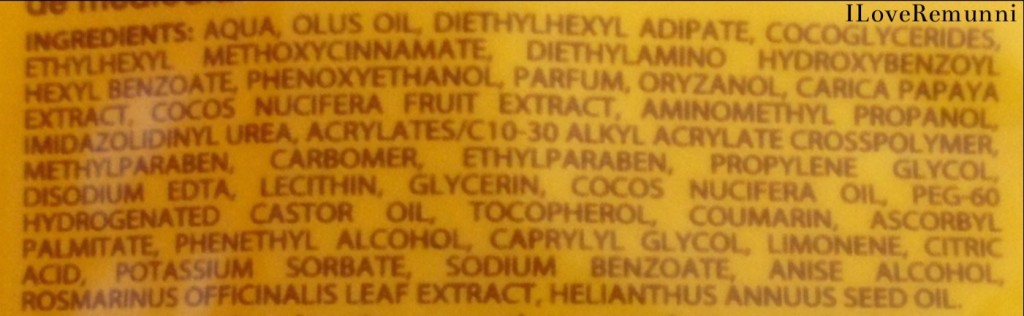 ILoveRemunni
INGREDIENTS: AQUA, OLUS OIL, DIETHYLHEXYL ADIPATE, COCOGLYCERIDES,
ETHYLHEXYL METHOXYCINNAMATE, DIETHYLAMINO HYDROXYBENZOYL
HEXYL BENZOATE, PHENOXYETHANOL, PARFUM, ORYZANOL, CARICA PAPAYA
EXTRACT, COCOS NUCIFERA FRUIT EXTRACT, AMINOMETHYL PROPANOL,
IMIDAZOLIDINYL UREA, ACRYLATES/C10-30 ALKYL ACRYLATE CROSSPOLYMER,
METHYLPARABEN, CARBOMER, ETHYLPARABEN, PROPYLENE GLYCOL,
DISODIUM EDTA, LECITHIN, GLYCERIN, COCOS NUCIFERA OIL, PEG-60
HYDROGENATED CASTOR OIL, TOCOPHEROL, COUMARIN, ASCORBYL
PALMITATE, PHENETHYL ALCOHOL, CAPRYLYL GLYCOL, LIMONENE, CITRIC
ACID, POTASSIUM SORBATE, SODIUM BENZOATE, ANISE ALCOHOL,
ROSMARINUS OFFICINALIS LEAF EXTRACT, HELIANTHUS ANNUUS SEED OIL.